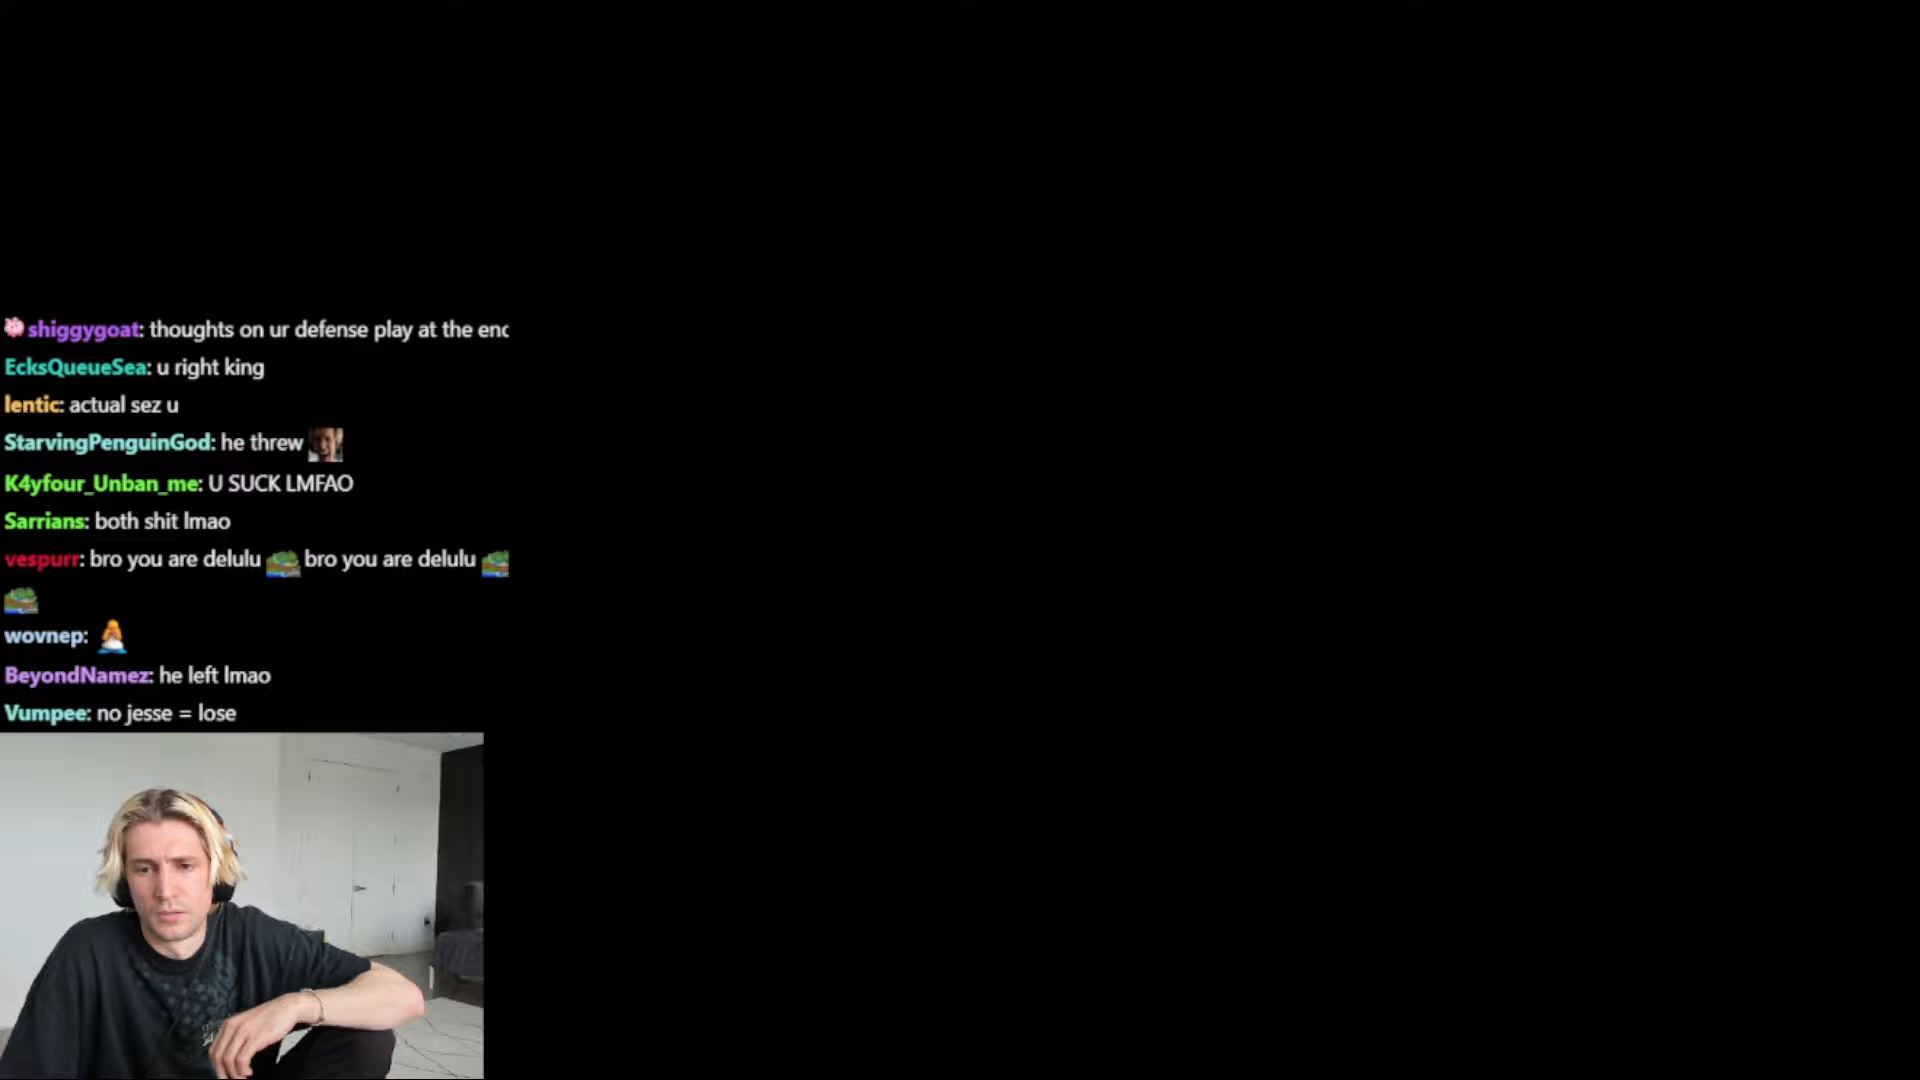 shiggygoat: thoughts on ur defense play at the end
EcksQueueSea: u right king
lentic: actual sez u
StarvingPenguinGod: he threw
K4yfour_Unban_me: U SUCK LMFAO
Sarrians: both shit lmao
vespurr: bro you are delulu bro you are delulu
wovnep:
BeyondNamez: he left lmao
Vumpee: no jesse = lose